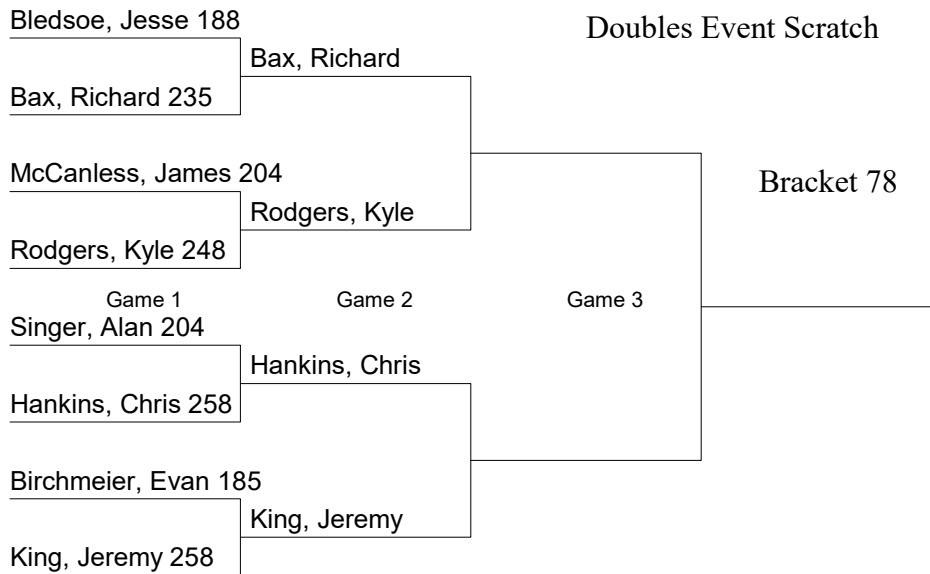 Bledsoe, Jesse 188
Doubles Event Scratch
Bax, Richard
Bax, Richard 235
McCanless, James 204
Bracket 78
Rodgers, Kyle
Rodgers, Kyle 248
Game 1
Game 2
Game 3
Singer, Alan 204
Hankins, Chris
Hankins, Chris 258
Birchmeier, Evan 185
King, Jeremy
King, Jeremy 258